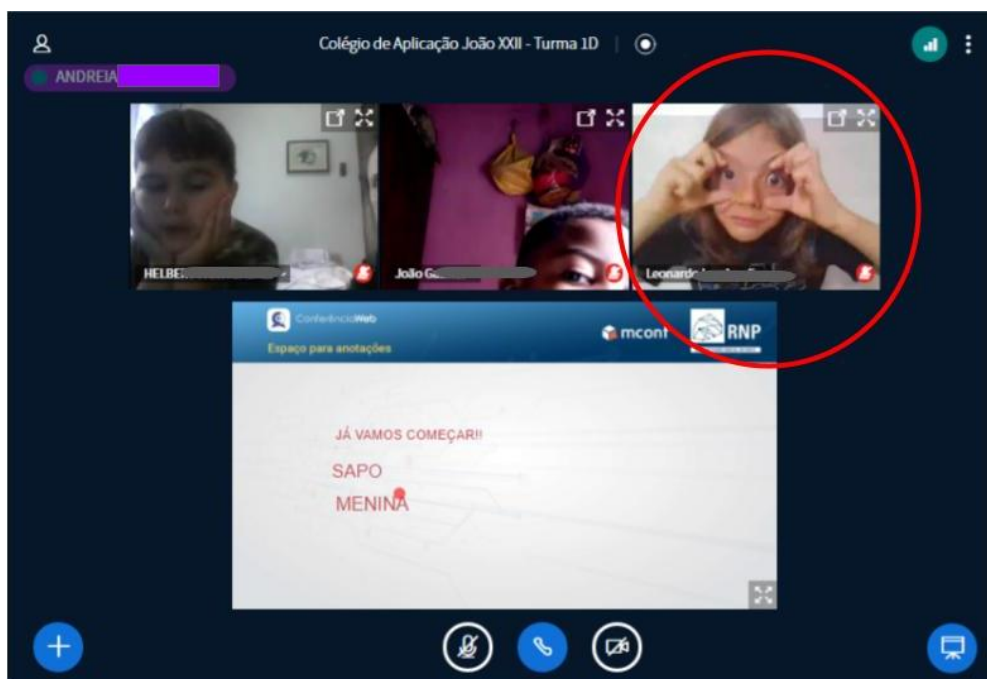 Colégio de Aplicação João XXII - Turma 1D
ANDREIA
João G
Leonardo
ConferênciaWeb
mconf RNP
Espaço para anotações
JÁ VAMOS COMEÇAR!!
SAPO
MENINA